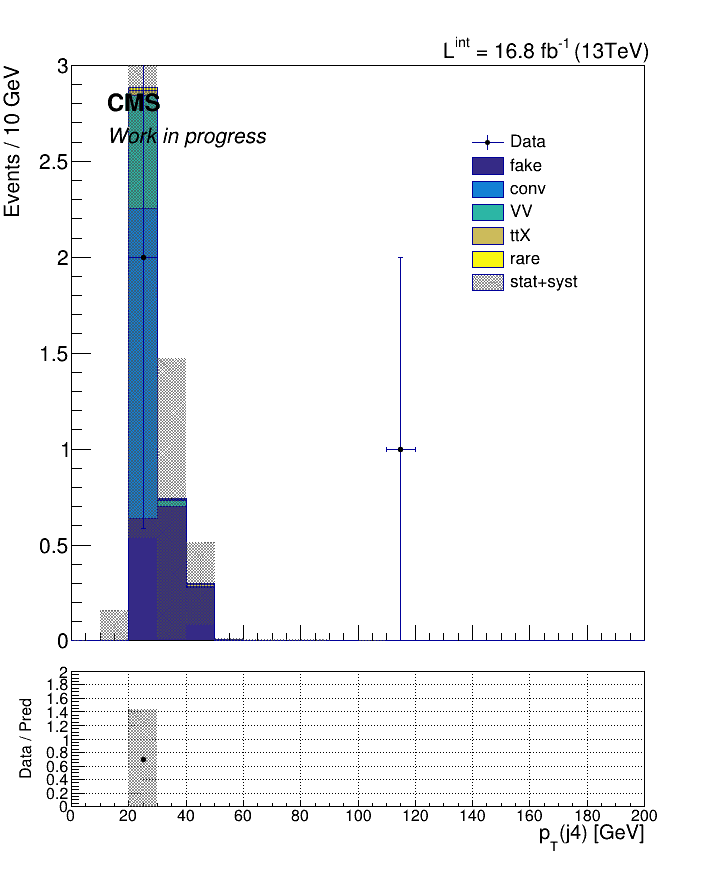 L^int = 16.8 fb^-1 (13TeV)
Events / 10 GeV
3
2.5
2
1.5
1
0.5
0
CMS
Work in progress
Data
fake
conv
VV
ttX
rare
stat+syst
Data / Pred
2
1.8
1.6
1.4
1.2
1
0.8
0.6
0.4
0.2
0
0 20 40 60 80 100 120 140 160 180 200
p_T(j4) [GeV]